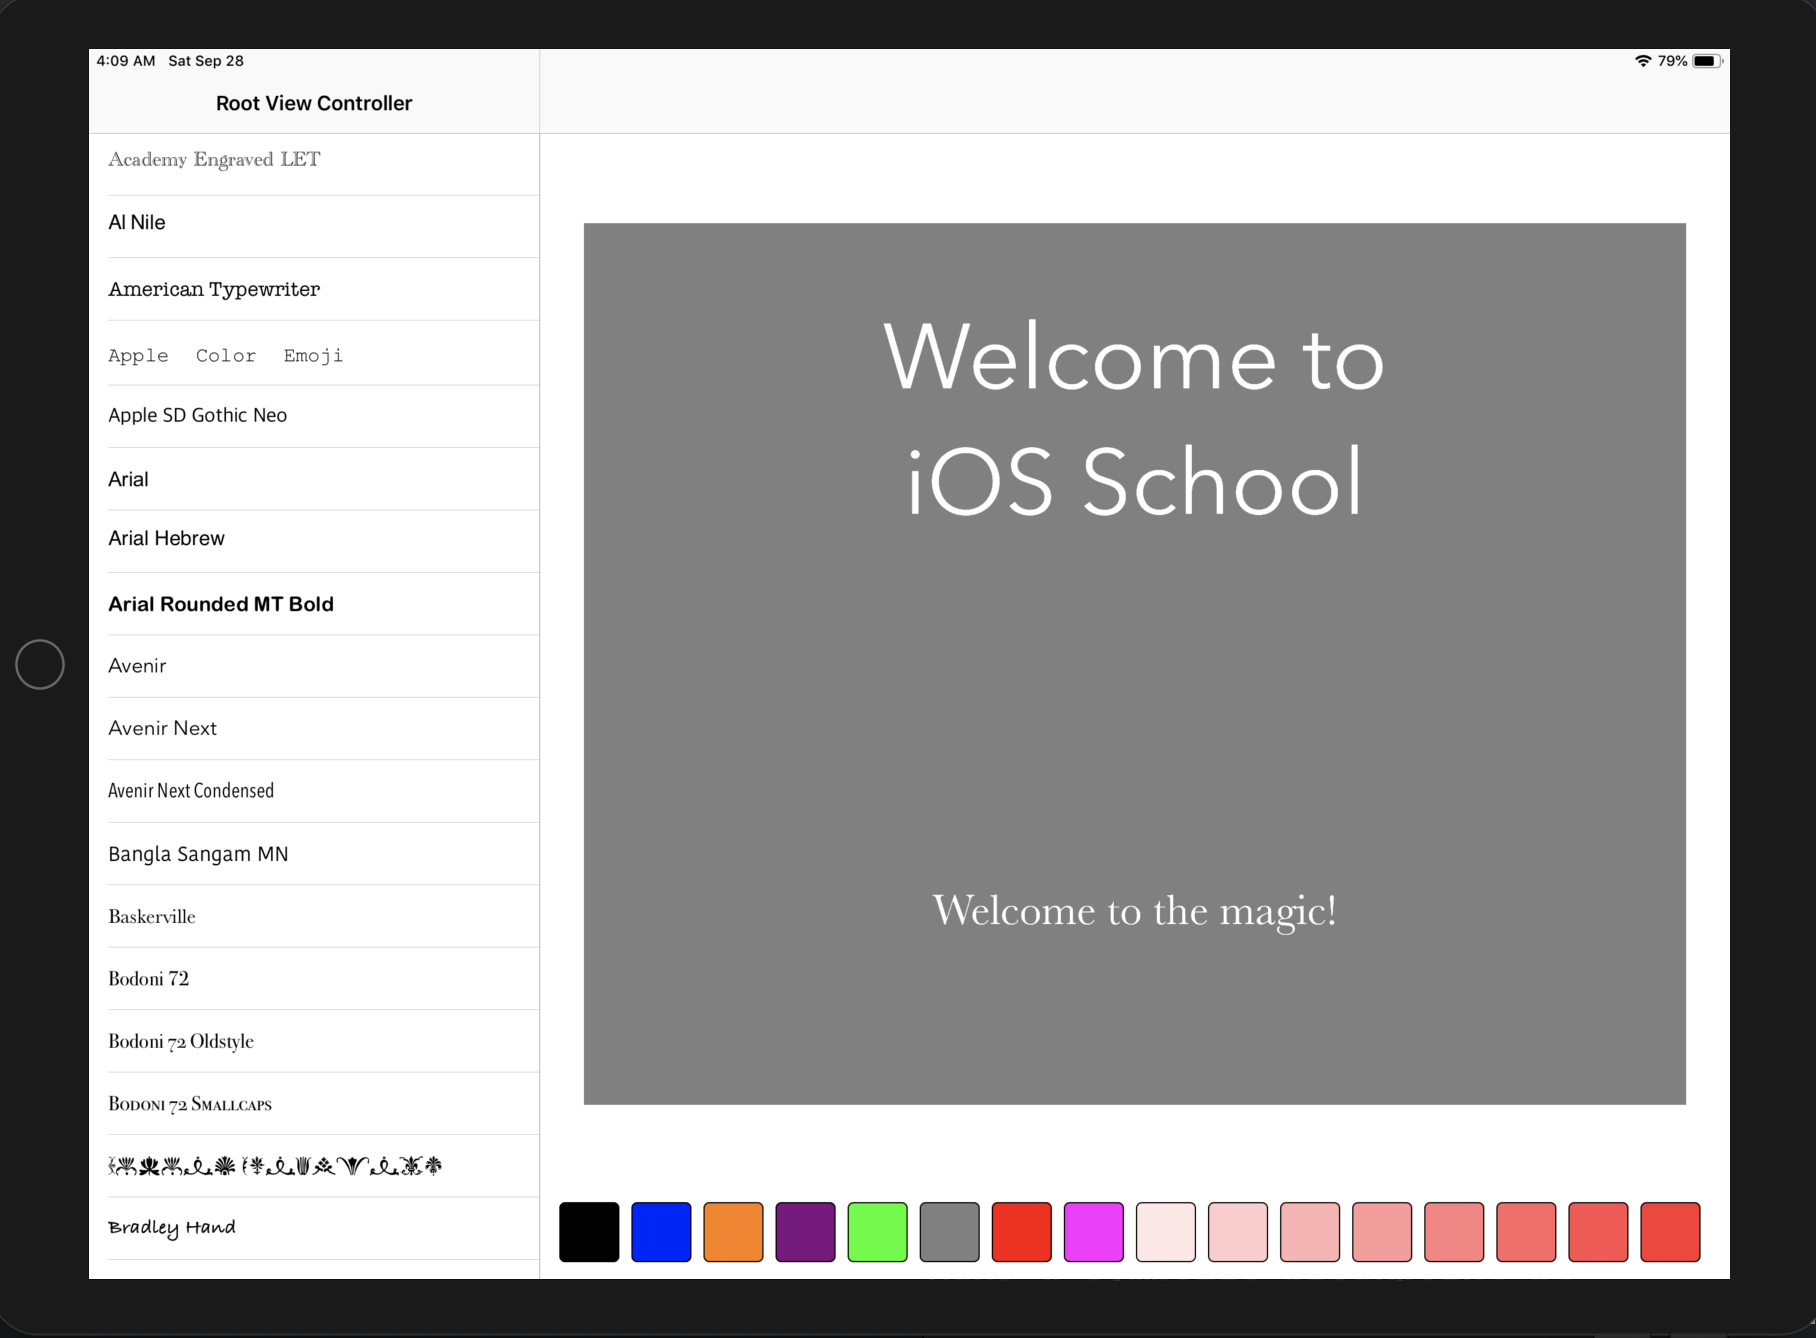 4:09 AM Sat Sep 28
79%
Root View Controller
Academy Engraved LET
Al Nile
American Typewriter
Apple Color Emoji
Apple SD Gothic Neo
Arial
Arial Hebrew
Arial Rounded MT Bold
Avenir
Avenir Next
Avenir Next Condensed
Bangla Sangam MN
Baskerville
Bodoni 72
Bodoni 72 Oldstyle
Bodoni 72 Smallcaps
Bradley Hand
Welcome to
iOS School
Welcome to the magic!